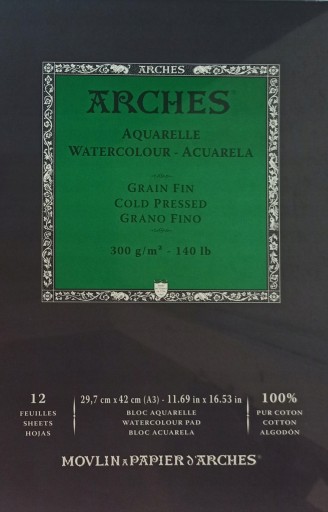 ARCHES
ARCHES®
AQUARELLE
WATERCOLOUR - ACUARELA
GRAIN FIN
COLD PRESSED
GRANO FINO
300 g/m² - 140 lb
12
FEUILLES
SHEETS
HOJAS
29,7 cm x 42 cm (A3) - 11.69 in x 16.53 in
BLOC AQUARELLE
WATERCOLOUR PAD
BLOC ACUARELA
100%
PUR COTON
COTTON
ALGODÓN
MOVLIN A PAPIER D'ARCHES®